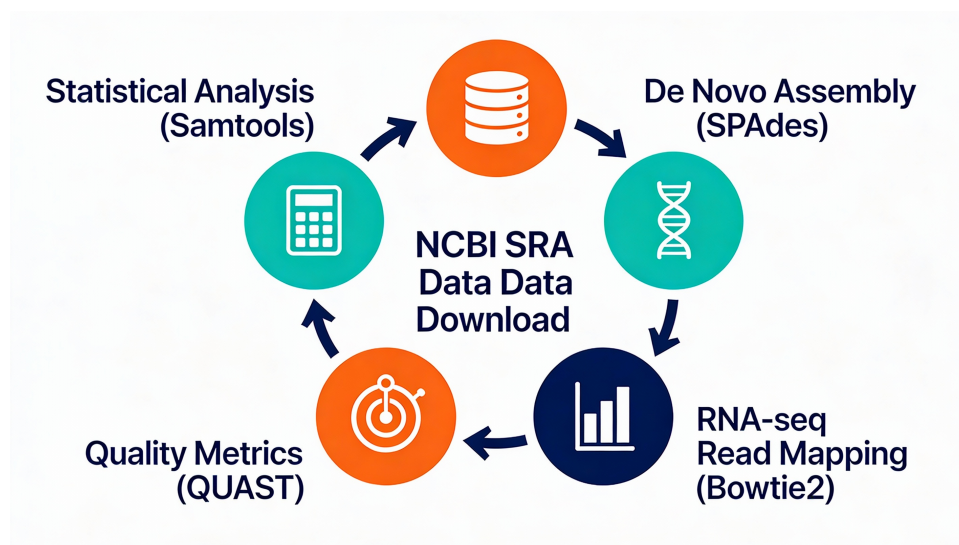 Statistical Analysis
(Samtools)
De Novo Assembly
(SPAdes)
NCBI SRA
Data Data
Download
RNA-seq
Read Mapping
(Bowtie2)
Quality Metrics
(QUAST)